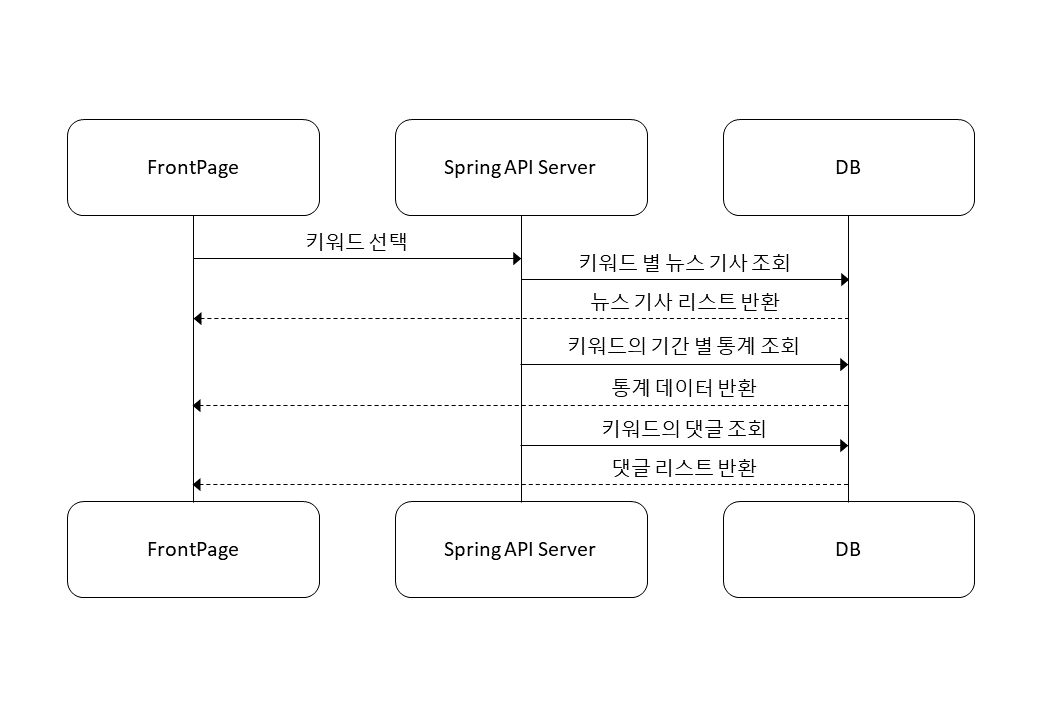 FrontPage
Spring API Server
DB
키워드 선택
키워드 별 뉴스 기사 조회
뉴스 기사 리스트 반환
키워드의 기간 별 통계 조회
통계 데이터 반환
키워드의 댓글 조회
댓글 리스트 반환
FrontPage
Spring API Server
DB